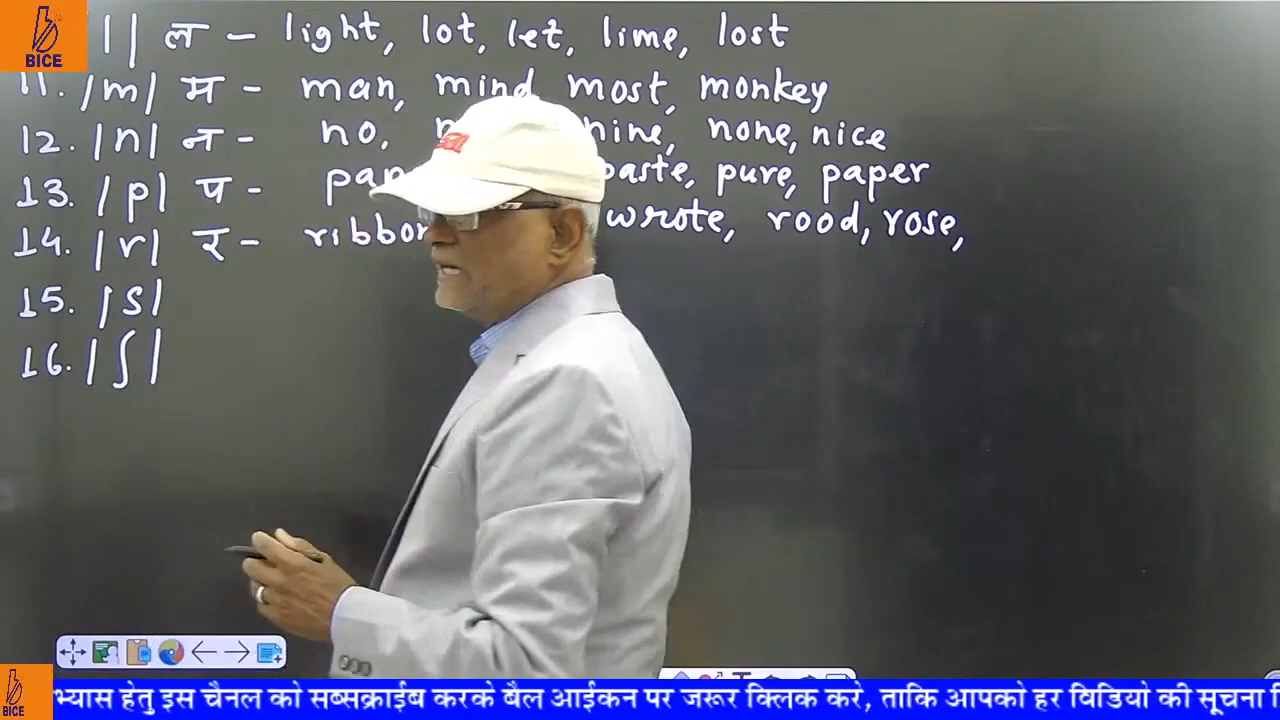 BICE
/l/ ल - light, lot, let, lime, lost
11. /m/ म - man, mind, most, monkey
12. /n/ न - no, nine, none, nice
13. /p/ प - paste, pure, paper
14. /r/ र - ribbon wrote, rood, rose,
15. /s/
16. /ʃ/
BICE
भ्यास हेतु इस चैनल को सब्सक्राईब करके बैल आईकन पर जरूर क्लिक करे, ताकि आपको हर विडियो की सूचना